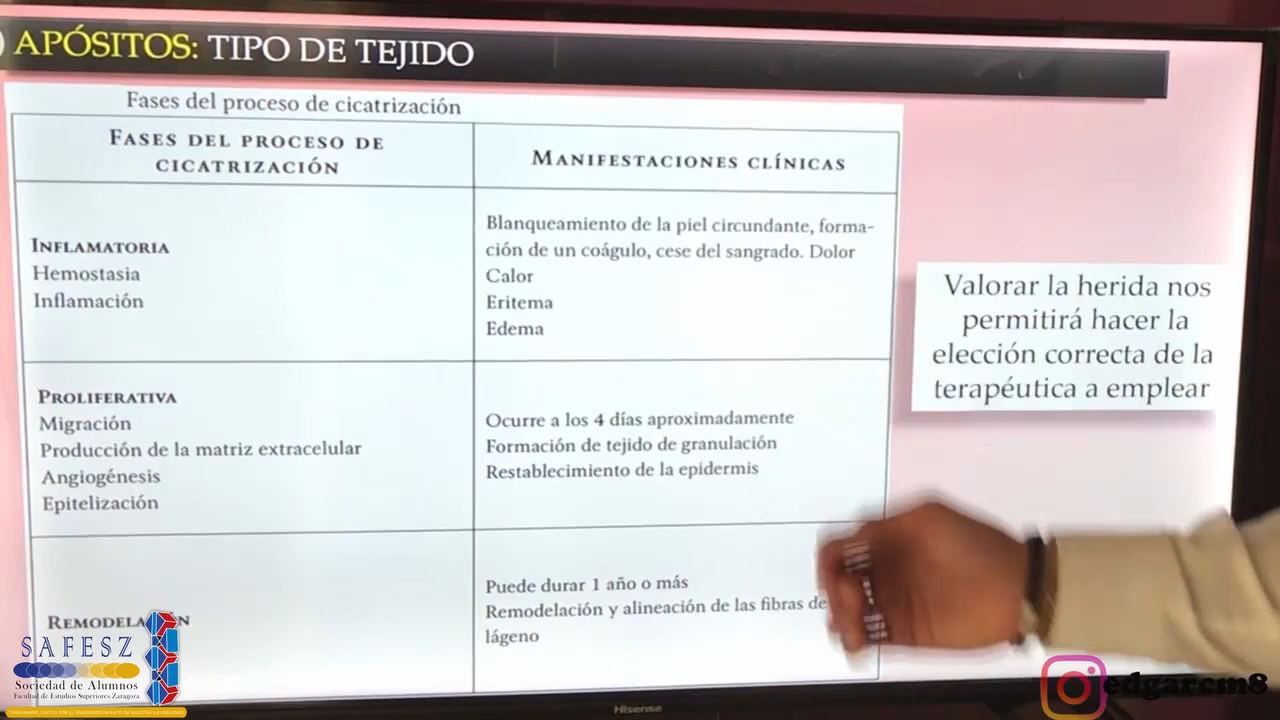 APÓSITOS: TIPO DE TEJIDO
Fases del proceso de cicatrización
FASES DEL PROCESO DE
CICATRIZACIÓN
MANIFESTACIONES CLÍNICAS
INFLAMATORIA
Hemostasia
Inflamación
Blanqueamiento de la piel circundante, forma-
ción de un coágulo, cese del sangrado. Dolor
Calor
Eritema
Edema
PROLIFERATIVA
Migración
Producción de la matriz extracelular
Angiogénesis
Epitelización
Ocurre a los 4 días aproximadamente
Formación de tejido de granulación
Restablecimiento de la epidermis
REMODELA N
Puede durar 1 año o más
Remodelación y alineación de las fibras de
lágeno
Valorar la herida nos
permitirá hacer la
elección correcta de la
terapéutica a emplear
SAFESZ
Sociedad de Alumnos
Facultad de Estudios Superiores Zaragoza
Hisense
edgarcm8